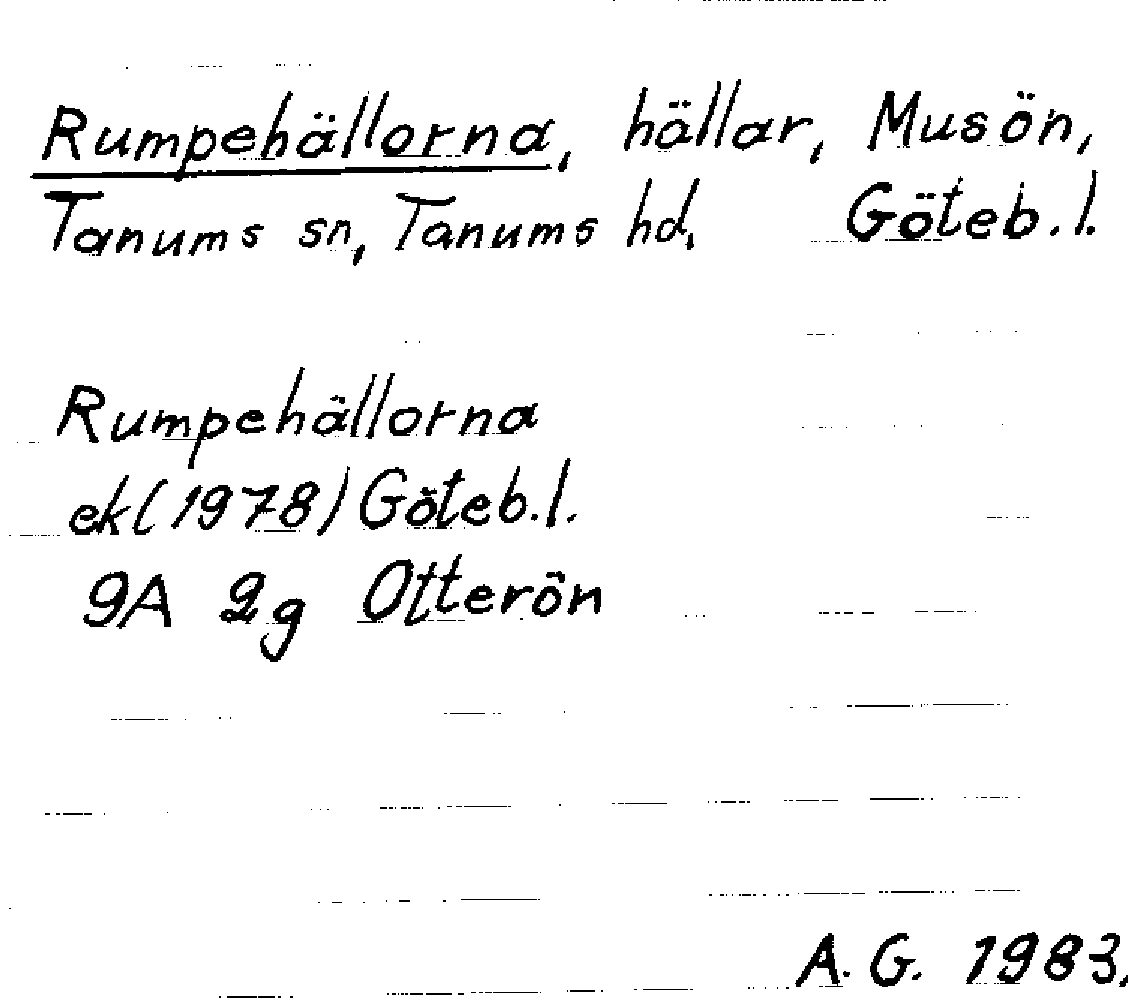 Rumpehällorna, hällar, Musön,
Tanums sn, Tanums hd, Göteb.l.
Rumpehällorna
ek(1978) Göteb.l.
9A 2g Otterön
A.G. 1983.